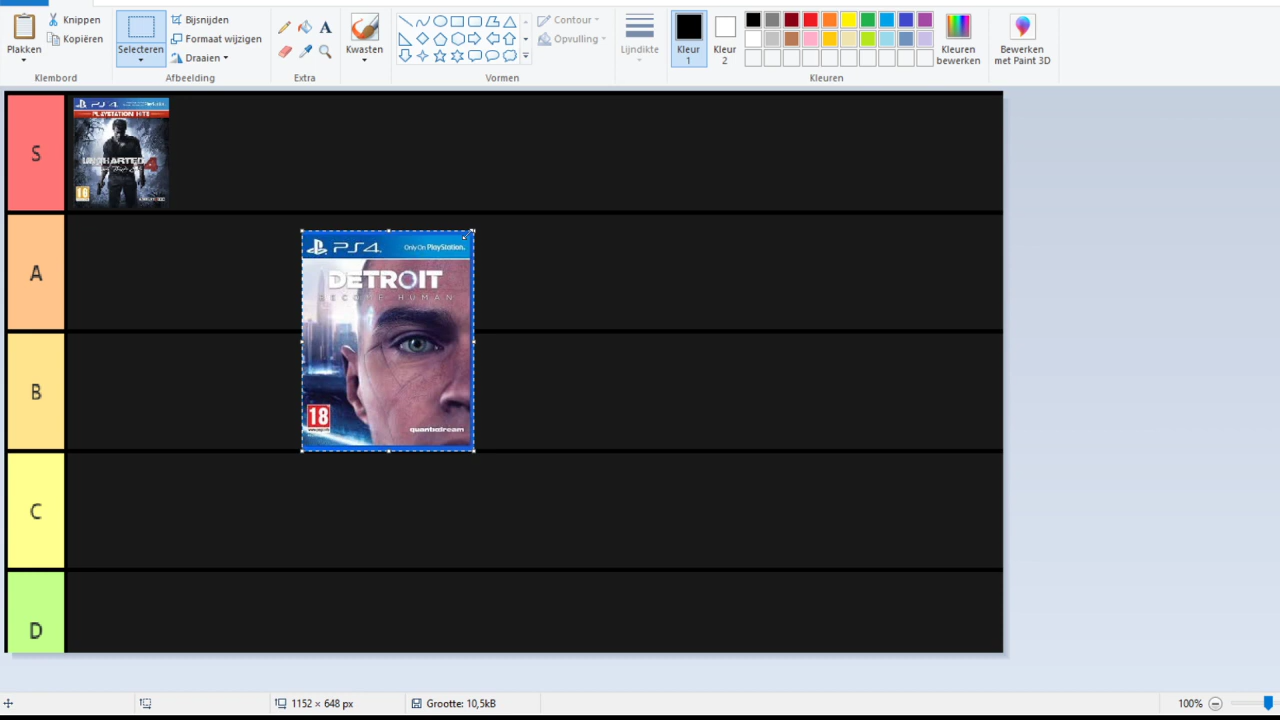 Plakken
Knippen
Kopiëren
Klembord
Selecteren
Bijsnijden
Formaat wijzigen
Draaien
Afbeelding
A
Extra
Kwasten
Vormen
Contour
Opvulling
Lijndikte
Kleur 1
Kleur 2
Kleuren
Kleuren bewerken
Bewerken met Paint 3D
S
PS4
PLAYSTATION HITS
UNCHARTED 4
16
A
PS4 Only On PlayStation.
DETROIT
BECOME HUMAN
18
quanticdream
B
C
D
1152 × 648 px
Grootte: 10,5kB
100%